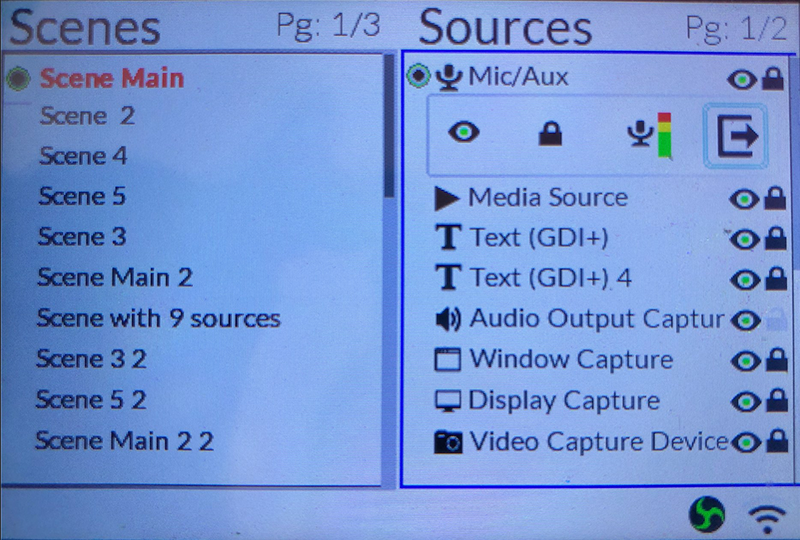 Scenes
Pg: 1/3
Scene Main
Scene 2
Scene 4
Scene 5
Scene 3
Scene Main 2
Scene with 9 sources
Scene 3 2
Scene 5 2
Scene Main 2 2
Sources
Pg: 1/2
Mic/Aux
Media Source
Text (GDI+)
Text (GDI+) 4
Audio Output Captur
Window Capture
Display Capture
Video Capture Device